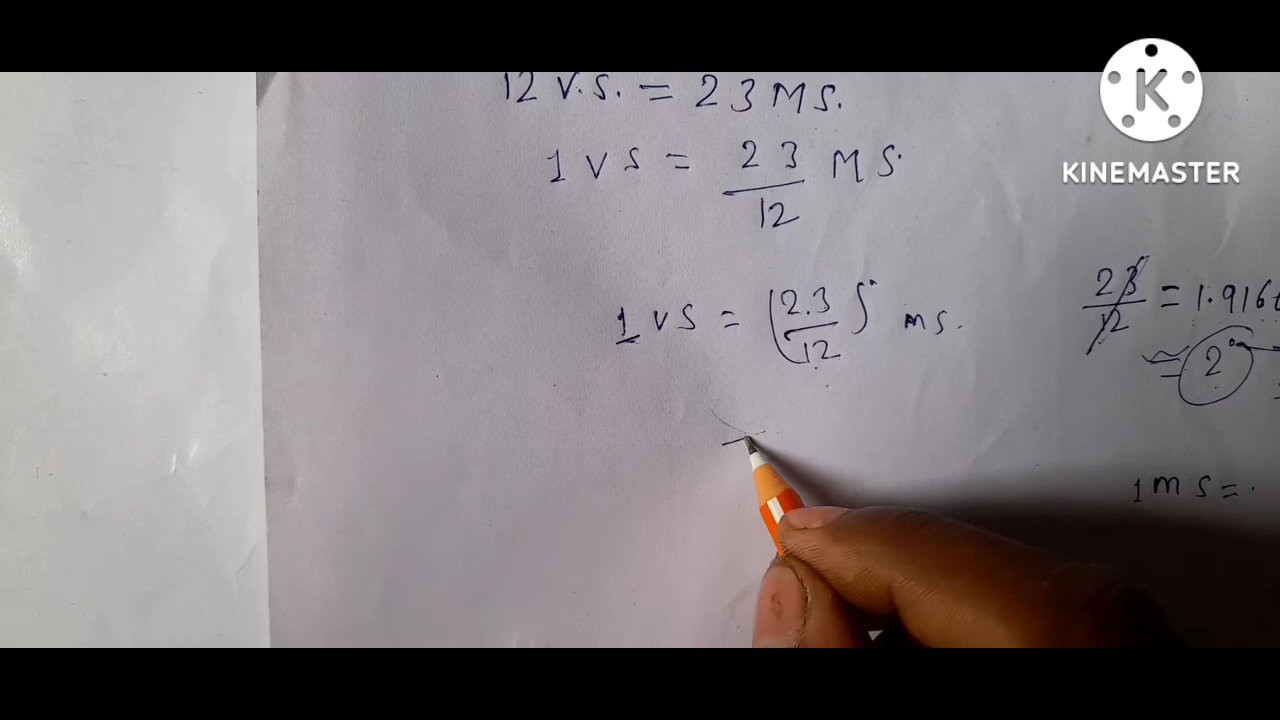 12 V.S. = 23 MS.
1 VS = 23/12 MS.
1 VS = (2.3/12)° MS.
23/12 = 1.916
≈ 2°
1 MS = .
K
KINEMASTER